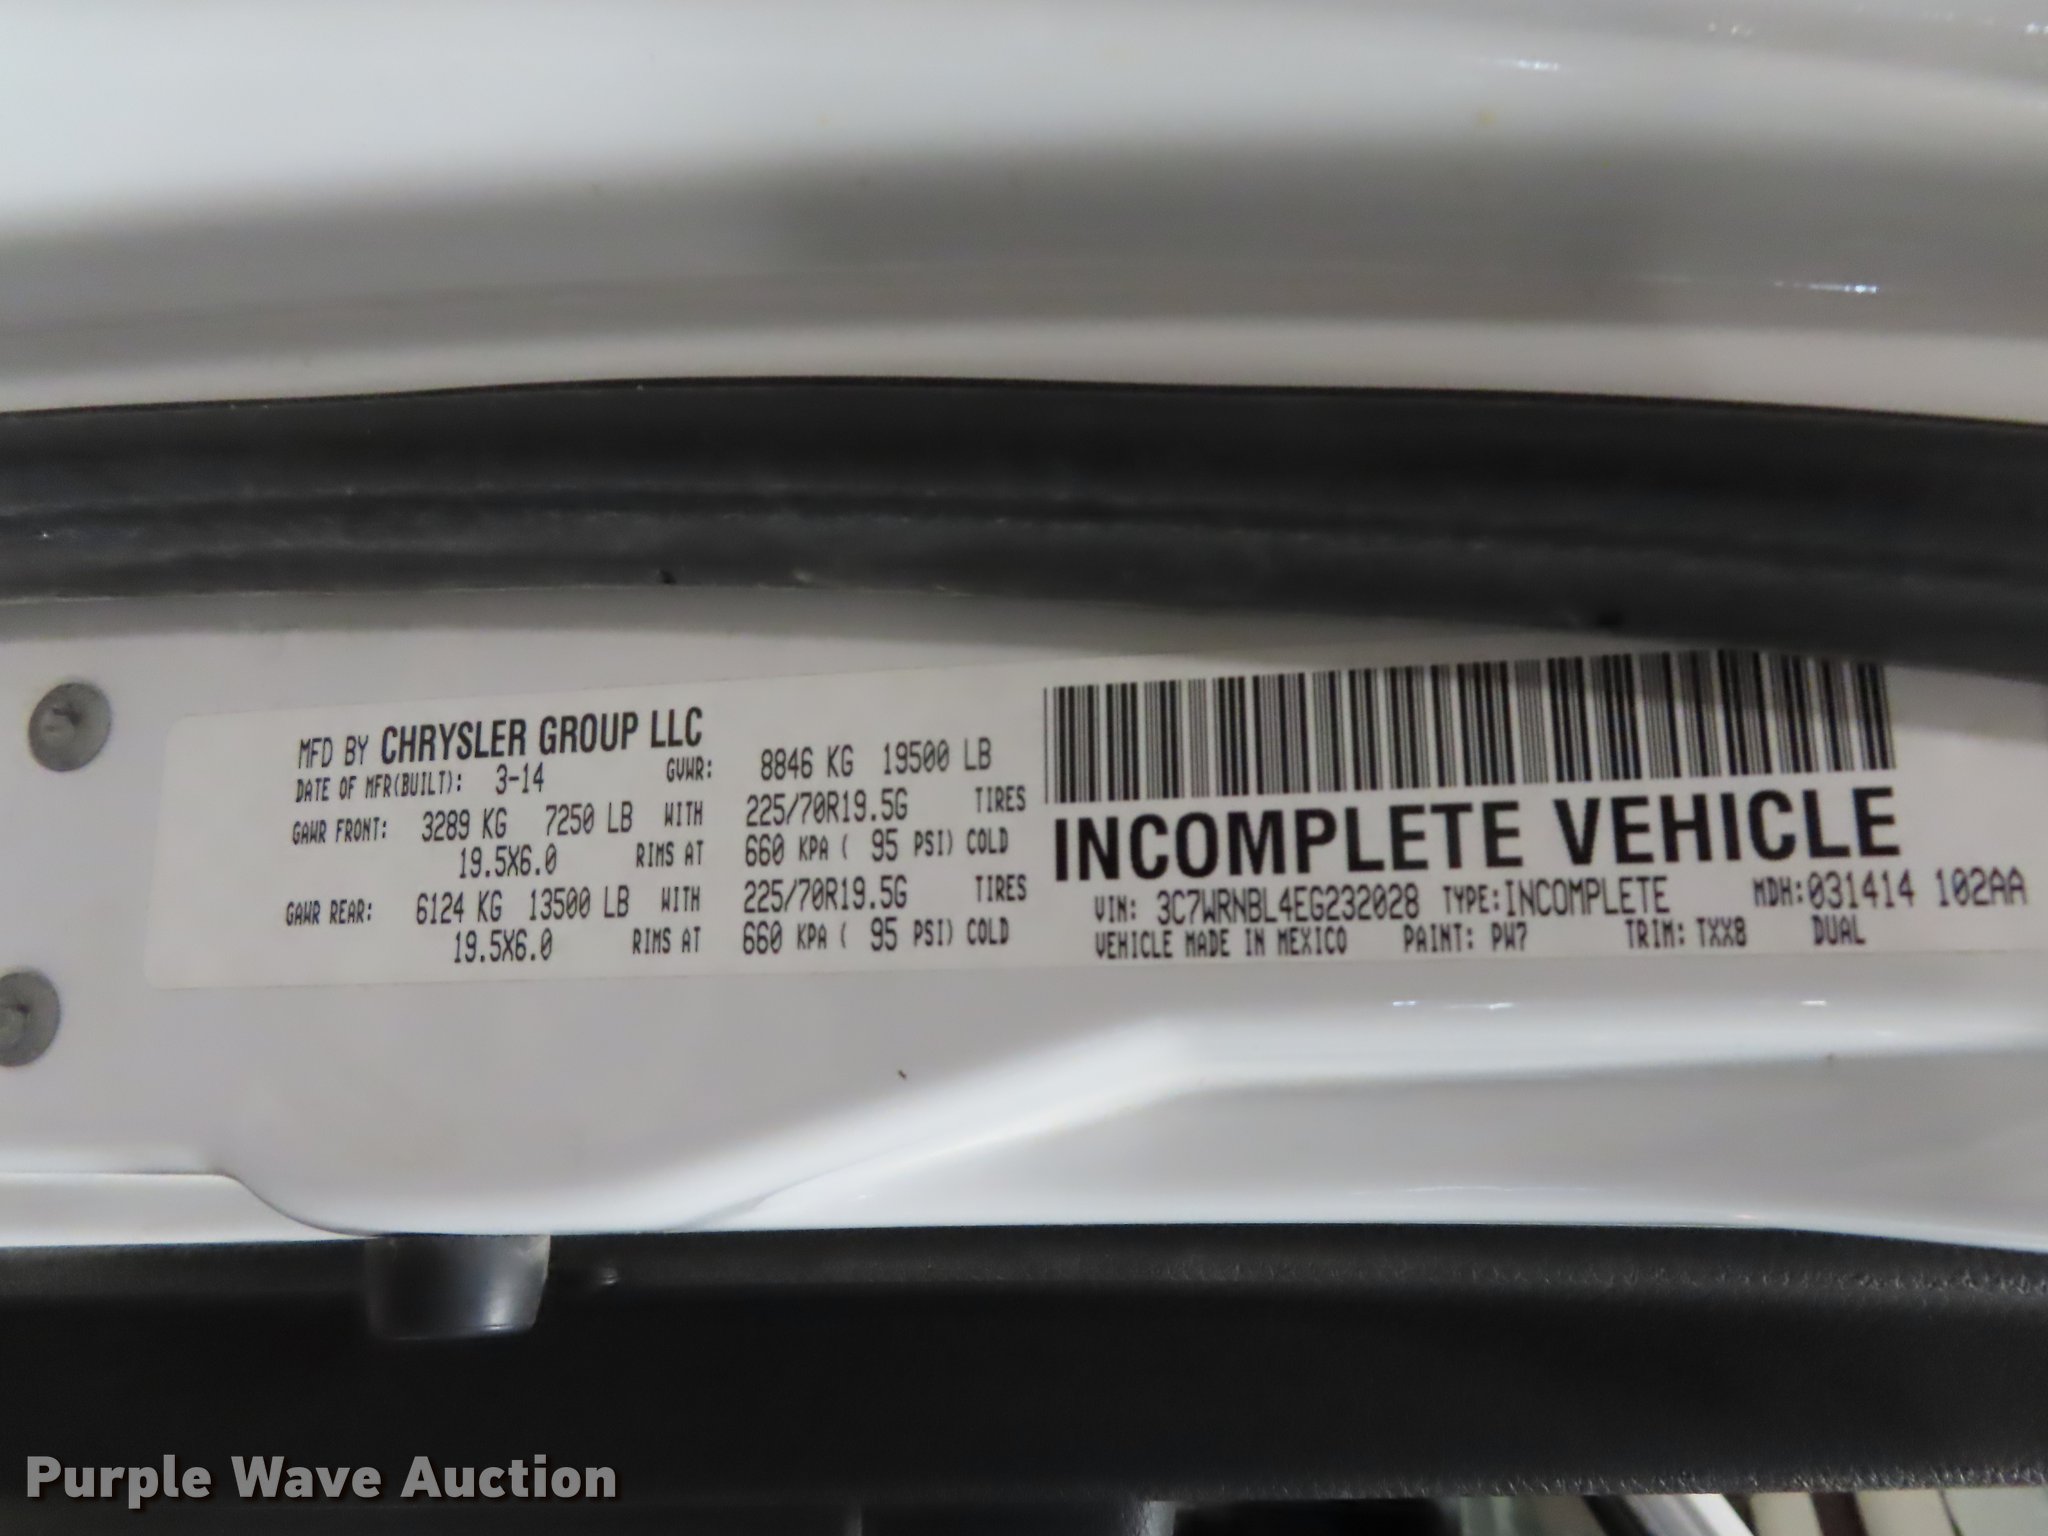 MFD BY CHRYSLER GROUP LLC
DATE OF MFR(BUILT): 3-14 GVWR: 8846 KG 19500 LB
GAWR FRONT: 3289 KG 7250 LB WITH 225/70R19.5G TIRES
19.5X6.0 RIMS AT 660 KPA ( 95 PSI) COLD
GAWR REAR: 6124 KG 13500 LB WITH 225/70R19.5G TIRES
19.5X6.0 RIMS AT 660 KPA ( 95 PSI) COLD
INCOMPLETE VEHICLE
VIN: 3C7WRNBL4EG232028 TYPE:INCOMPLETE MDH:031414 102AA
VEHICLE MADE IN MEXICO PAINT: PW7 TRIM: TXX8 DUAL
Purple Wave Auction